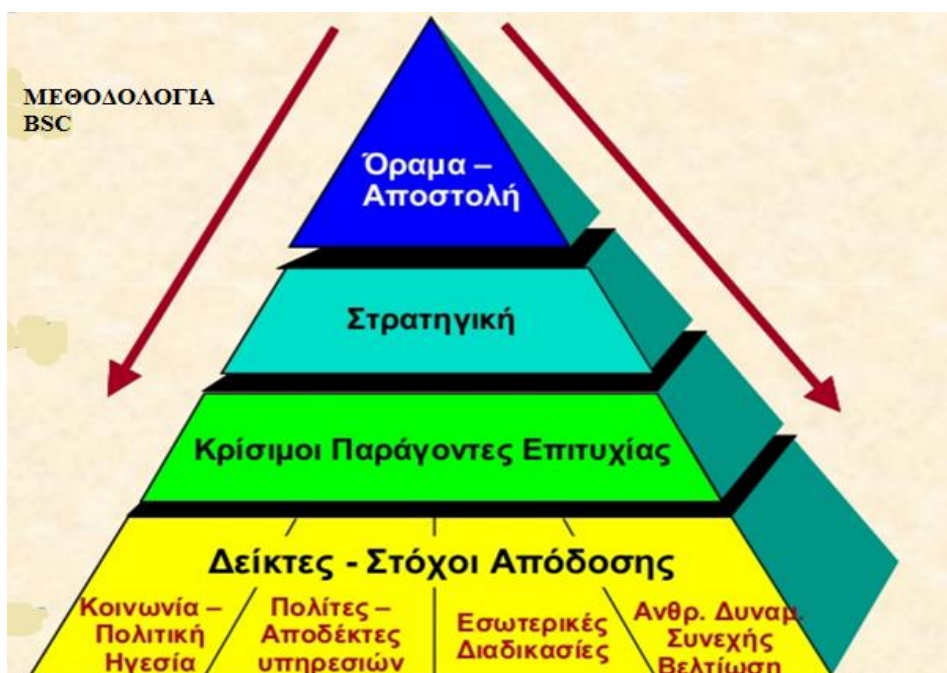 ΜΕΘΟΔΟΛΟΓΙΑ
BSC
Όραμα –
Αποστολή
Στρατηγική
Κρίσιμοι Παράγοντες Επιτυχίας
Δείκτες - Στόχοι Απόδοσης
Κοινωνία –
Πολιτική
Ηγεσία
Πολίτες –
Αποδέκτες
υπηρεσιών
Εσωτερικές
Διαδικασίες
Ανθρ. Δυναμ.
Συνεχής
Βελτίωση